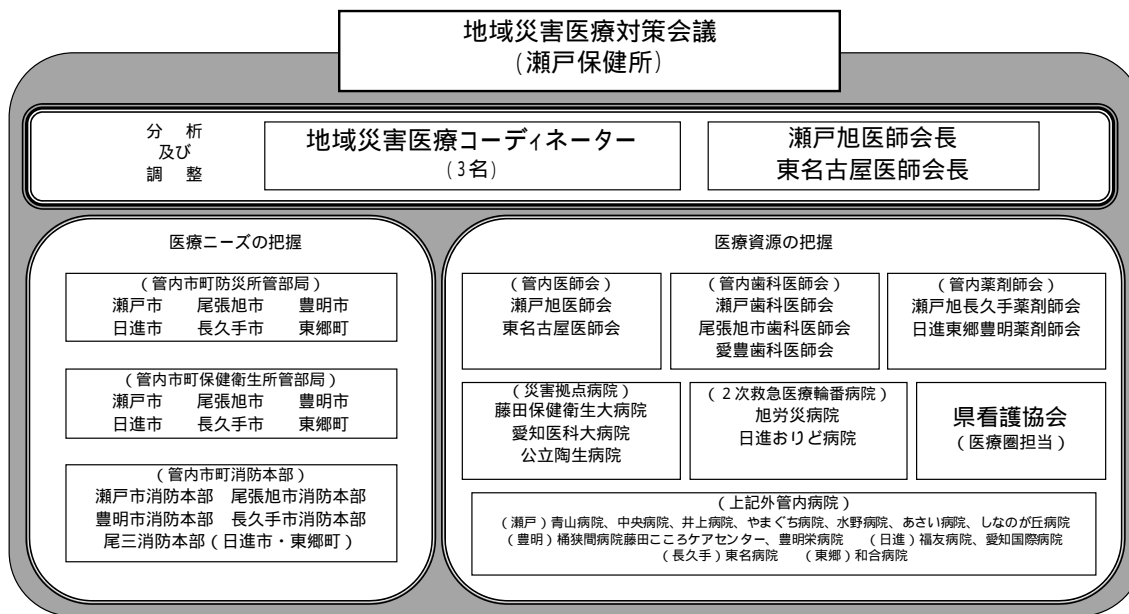 地域災害医療対策会議
(瀬戸保健所)
分　析
及び
調　整
地域災害医療コーディネーター
(3名)
瀬戸旭医師会長
東名古屋医師会長
医療ニーズの把握
(管内市町防災所管部局)
瀬戸市　尾張旭市　豊明市
日進市　長久手市　東郷町
(管内市町保健衛生所管部局)
瀬戸市　尾張旭市　豊明市
日進市　長久手市　東郷町
(管内市町消防本部)
瀬戸市消防本部　尾張旭市消防本部
豊明市消防本部　長久手市消防本部
尾三消防本部(日進市・東郷町)
医療資源の把握
(管内医師会)
瀬戸旭医師会
東名古屋医師会
(管内歯科医師会)
瀬戸歯科医師会
尾張旭市歯科医師会
愛豊歯科医師会
(管内薬剤師会)
瀬戸旭長久手薬剤師会
日進東郷豊明薬剤師会
(災害拠点病院)
藤田保健衛生大病院
愛知医科大病院
公立陶生病院
(2次救急医療輪番病院)
旭労災病院
日進おりど病院
県看護協会
(医療圏担当)
(上記外管内病院)
(瀬戸)青山病院、中央病院、井上病院、やまぐち病院、水野病院、あさい病院、しなのが丘病院
(豊明)桶狭間病院藤田こころケアセンター、豊明栄病院　(日進)福友病院、愛知国際病院
(長久手)東名病院　(東郷)和合病院